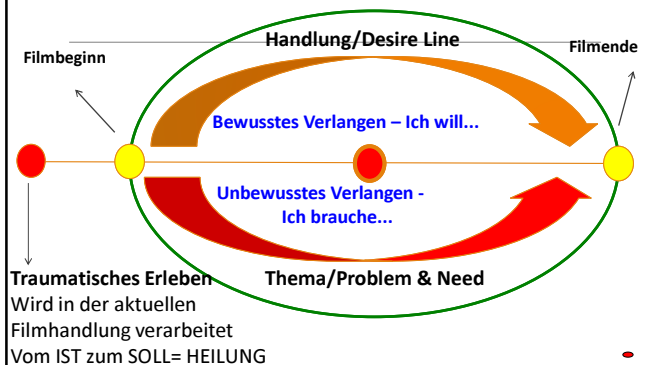 Handlung/Desire Line
Filmbeginn
Filmende
Bewusstes Verlangen – Ich will...
Unbewusstes Verlangen -
Ich brauche...
Traumatisches Erleben
Thema/Problem & Need
Wird in der aktuellen
Filmhandlung verarbeitet
Vom IST zum SOLL= HEILUNG